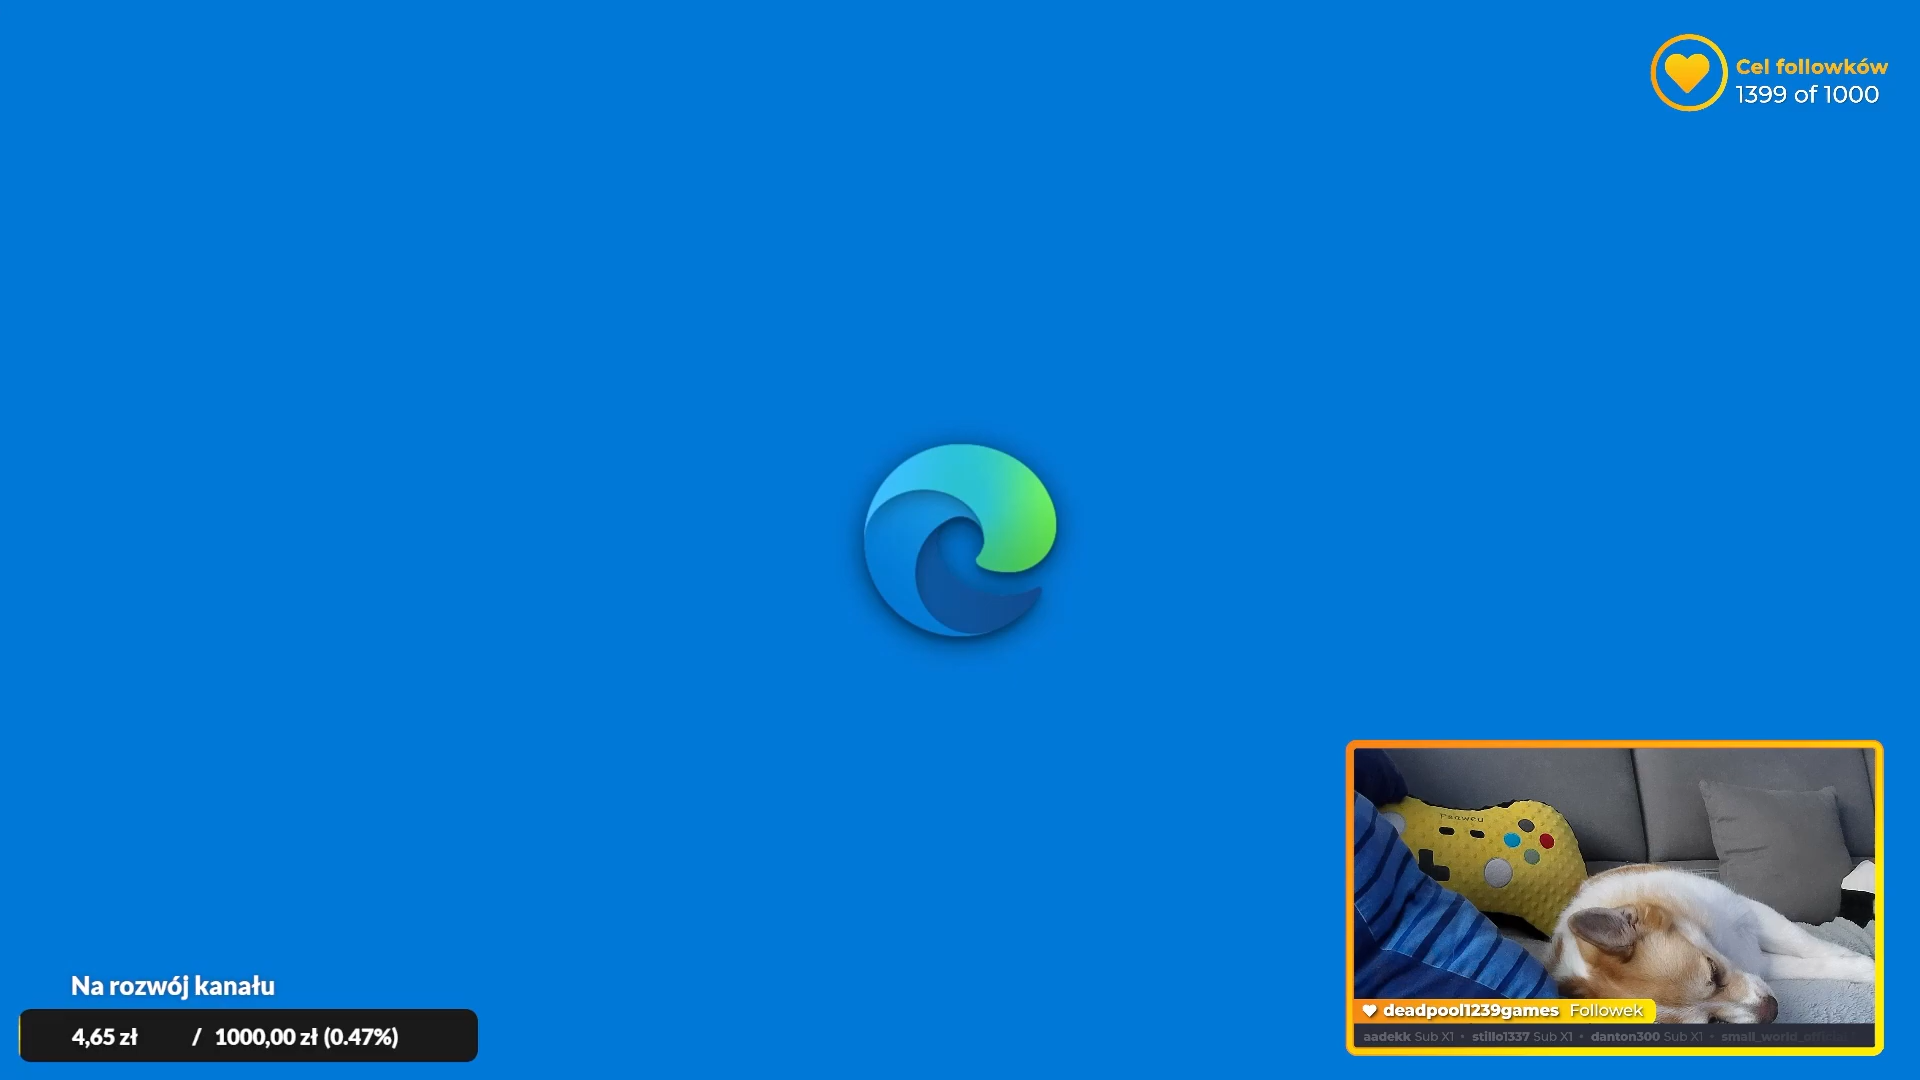 Cel followków
1399 of 1000
Na rozwój kanału
4,65 zł / 1000,00 zł (0.47%)
deadpool1239games Followek
aadekk Sub X1 • stillo1337 Sub X1 • danton300 Sub X1 • small_world_official